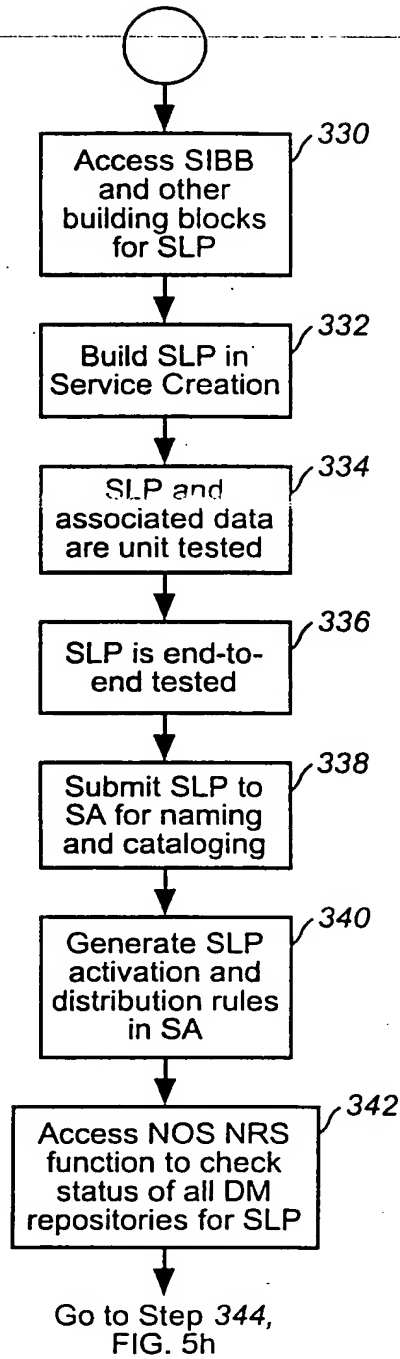 330
Access SIBB
and other
building blocks
for SLP
332
Build SLP in
Service Creation
334
SLP and
associated data
are unit tested
336
SLP is end-to-
end tested
338
Submit SLP to
SA for naming
and cataloging
340
Generate SLP
activation and
distribution rules
in SA
342
Access NOS NRS
function to check
status of all DM
repositories for SLP
Go to Step 344,
FIG. 5h